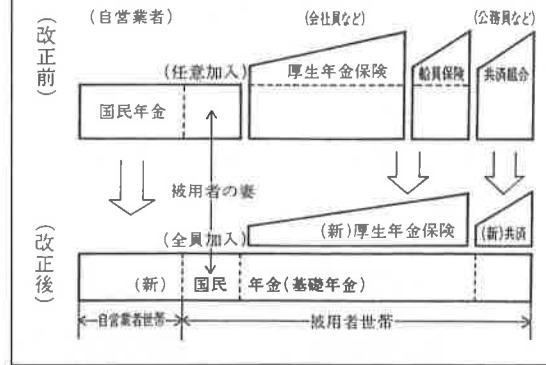 (自営業者)
(会社員など)
(公務員など)
(改正前)
(任意加入)
厚生年金保険
船員保険
共済組合
国民年金
被用者の妻
(改正後)
(全員加入)
(新)厚生年金保険
(新)共済
(新) 国民 年金(基礎年金)
自営業者世帯
被用者世帯